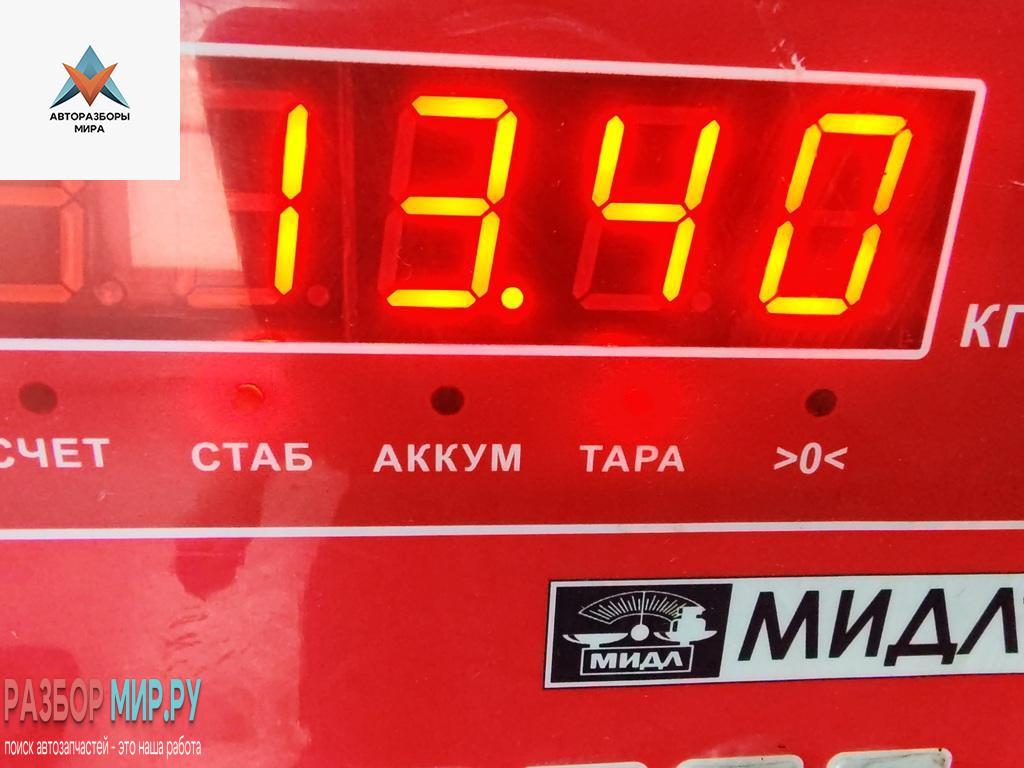 АВТОРАЗБОРЫ
МИРА
13.40
КГ
СЧЕТ СТАБ АККУМ ТАРА >0<
МИДЛ
МИДЛ
РАЗБОР МИР.РУ
поиск автозапчастей - это наша работа